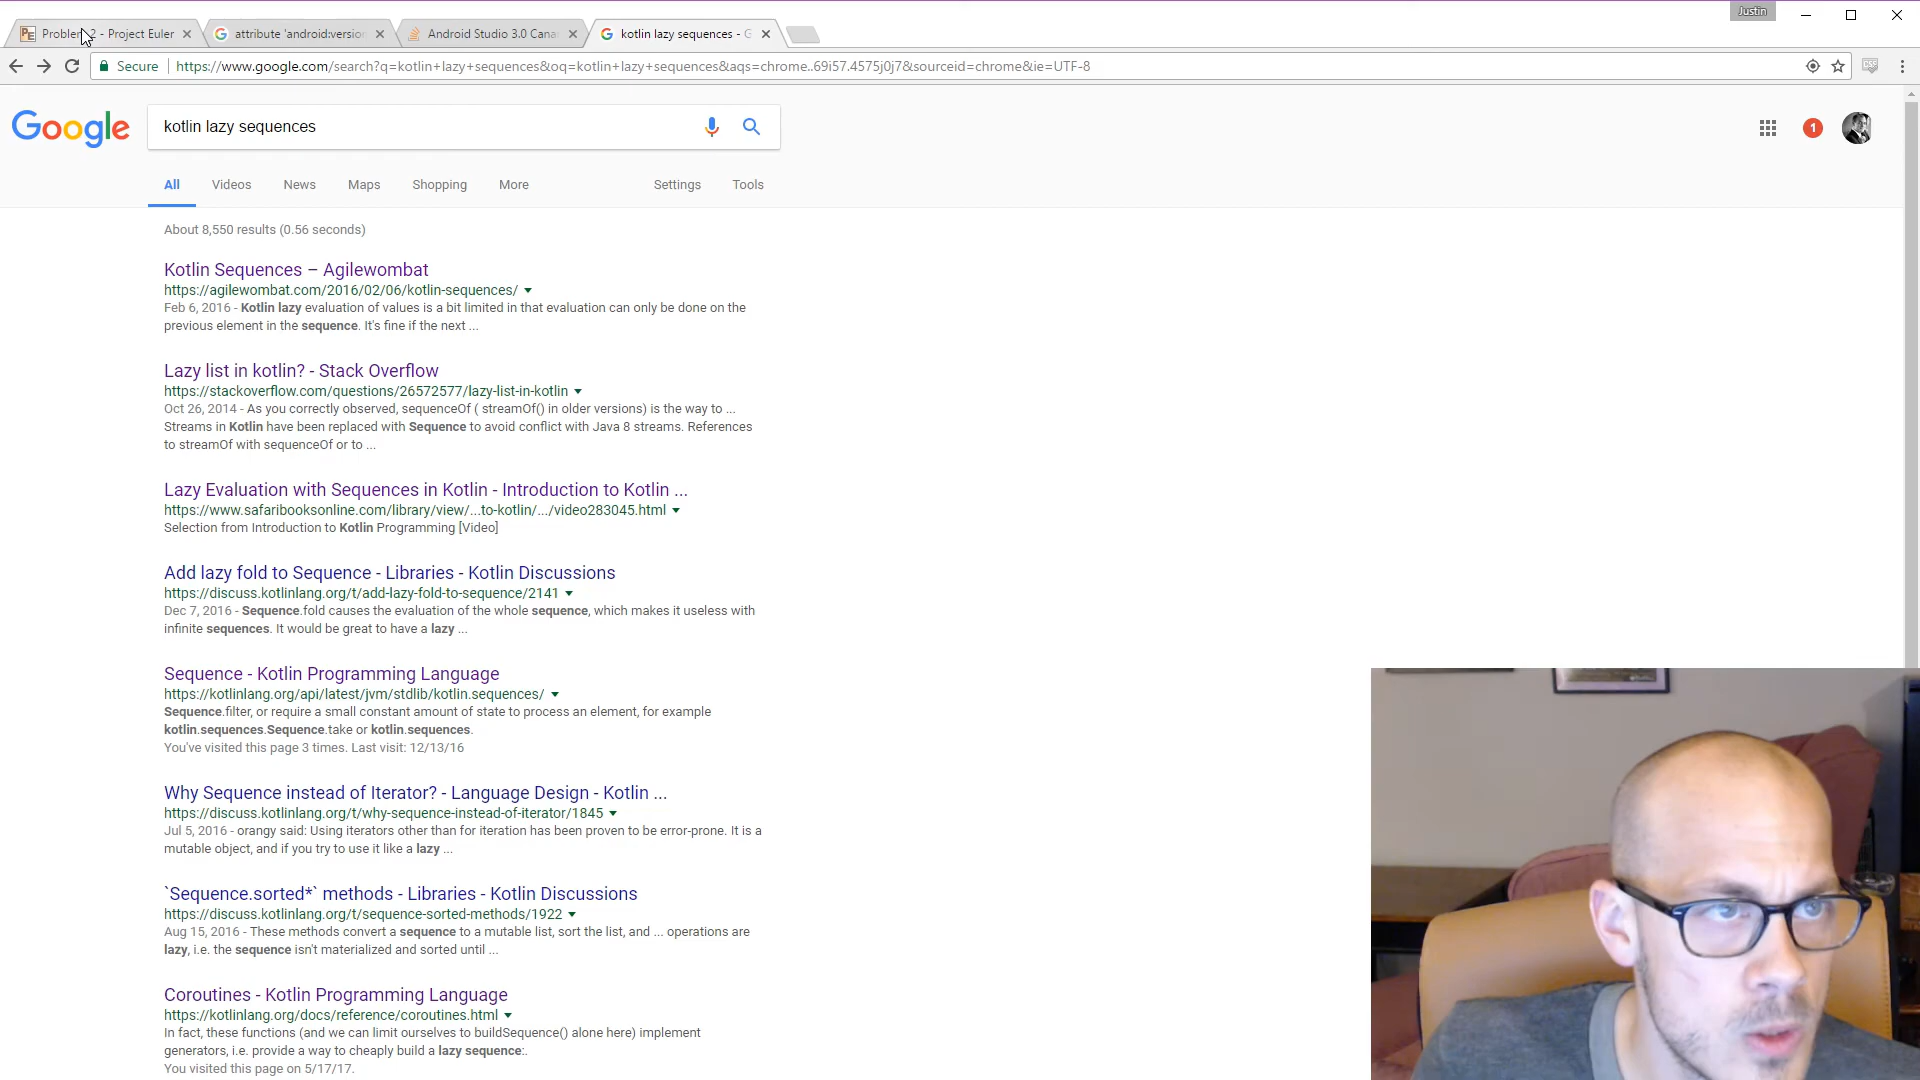 Justin
Problem 2 - Project Euler
attribute 'android:version
Android Studio 3.0 Cana
kotlin lazy sequences - G
Secure
https://www.google.com/search?q=kotlin+lazy+sequences&oq=kotlin+lazy+sequences&aqs=chrome..69i57.4575j0j7&sourceid=chrome&ie=UTF-8
Google
kotlin lazy sequences
1
All Videos News Maps Shopping More Settings Tools
About 8,550 results (0.56 seconds)
Kotlin Sequences – Agilewombat
https://agilewombat.com/2016/02/06/kotlin-sequences/
Feb 6, 2016 - Kotlin lazy evaluation of values is a bit limited in that evaluation can only be done on the
previous element in the sequence. It's fine if the next ...
Lazy list in kotlin? - Stack Overflow
https://stackoverflow.com/questions/26572577/lazy-list-in-kotlin
Oct 26, 2014 - As you correctly observed, sequenceOf ( streamOf() in older versions) is the way to ...
Streams in Kotlin have been replaced with Sequence to avoid conflict with Java 8 streams. References
to streamOf with sequenceOf or to ...
Lazy Evaluation with Sequences in Kotlin - Introduction to Kotlin ...
https://www.safaribooksonline.com/library/view/...to-kotlin/.../video283045.html
Selection from Introduction to Kotlin Programming [Video]
Add lazy fold to Sequence - Libraries - Kotlin Discussions
https://discuss.kotlinlang.org/t/add-lazy-fold-to-sequence/2141
Dec 7, 2016 - Sequence.fold causes the evaluation of the whole sequence, which makes it useless with
infinite sequences. It would be great to have a lazy ...
Sequence - Kotlin Programming Language
https://kotlinlang.org/api/latest/jvm/stdlib/kotlin.sequences/
Sequence.filter, or require a small constant amount of state to process an element, for example
kotlin.sequences.Sequence.take or kotlin.sequences.
You've visited this page 3 times. Last visit: 12/13/16
Why Sequence instead of Iterator? - Language Design - Kotlin ...
https://discuss.kotlinlang.org/t/why-sequence-instead-of-iterator/1845
Jul 5, 2016 - orangy said: Using iterators other than for iteration has been proven to be error-prone. It is a
mutable object, and if you try to use it like a lazy ...
`Sequence.sorted*` methods - Libraries - Kotlin Discussions
https://discuss.kotlinlang.org/t/sequence-sorted-methods/1922
Aug 15, 2016 - These methods convert a sequence to a mutable list, sort the list, and ... operations are
lazy, i.e. the sequence isn't materialized and sorted until ...
Coroutines - Kotlin Programming Language
https://kotlinlang.org/docs/reference/coroutines.html
In fact, these functions (and we can limit ourselves to buildSequence() alone here) implement
generators, i.e. provide a way to cheaply build a lazy sequence:.
You visited this page on 5/17/17.